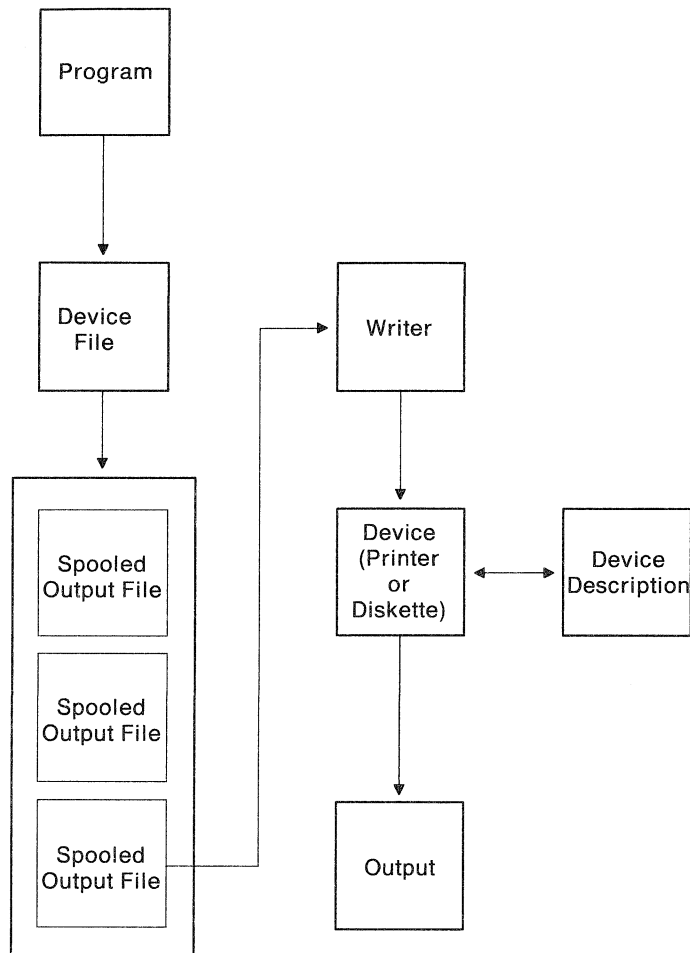 Program
Device
File
Writer
Spooled
Output File
Device
(Printer
or
Diskette)
Device
Description
Spooled
Output File
Spooled
Output File
Output